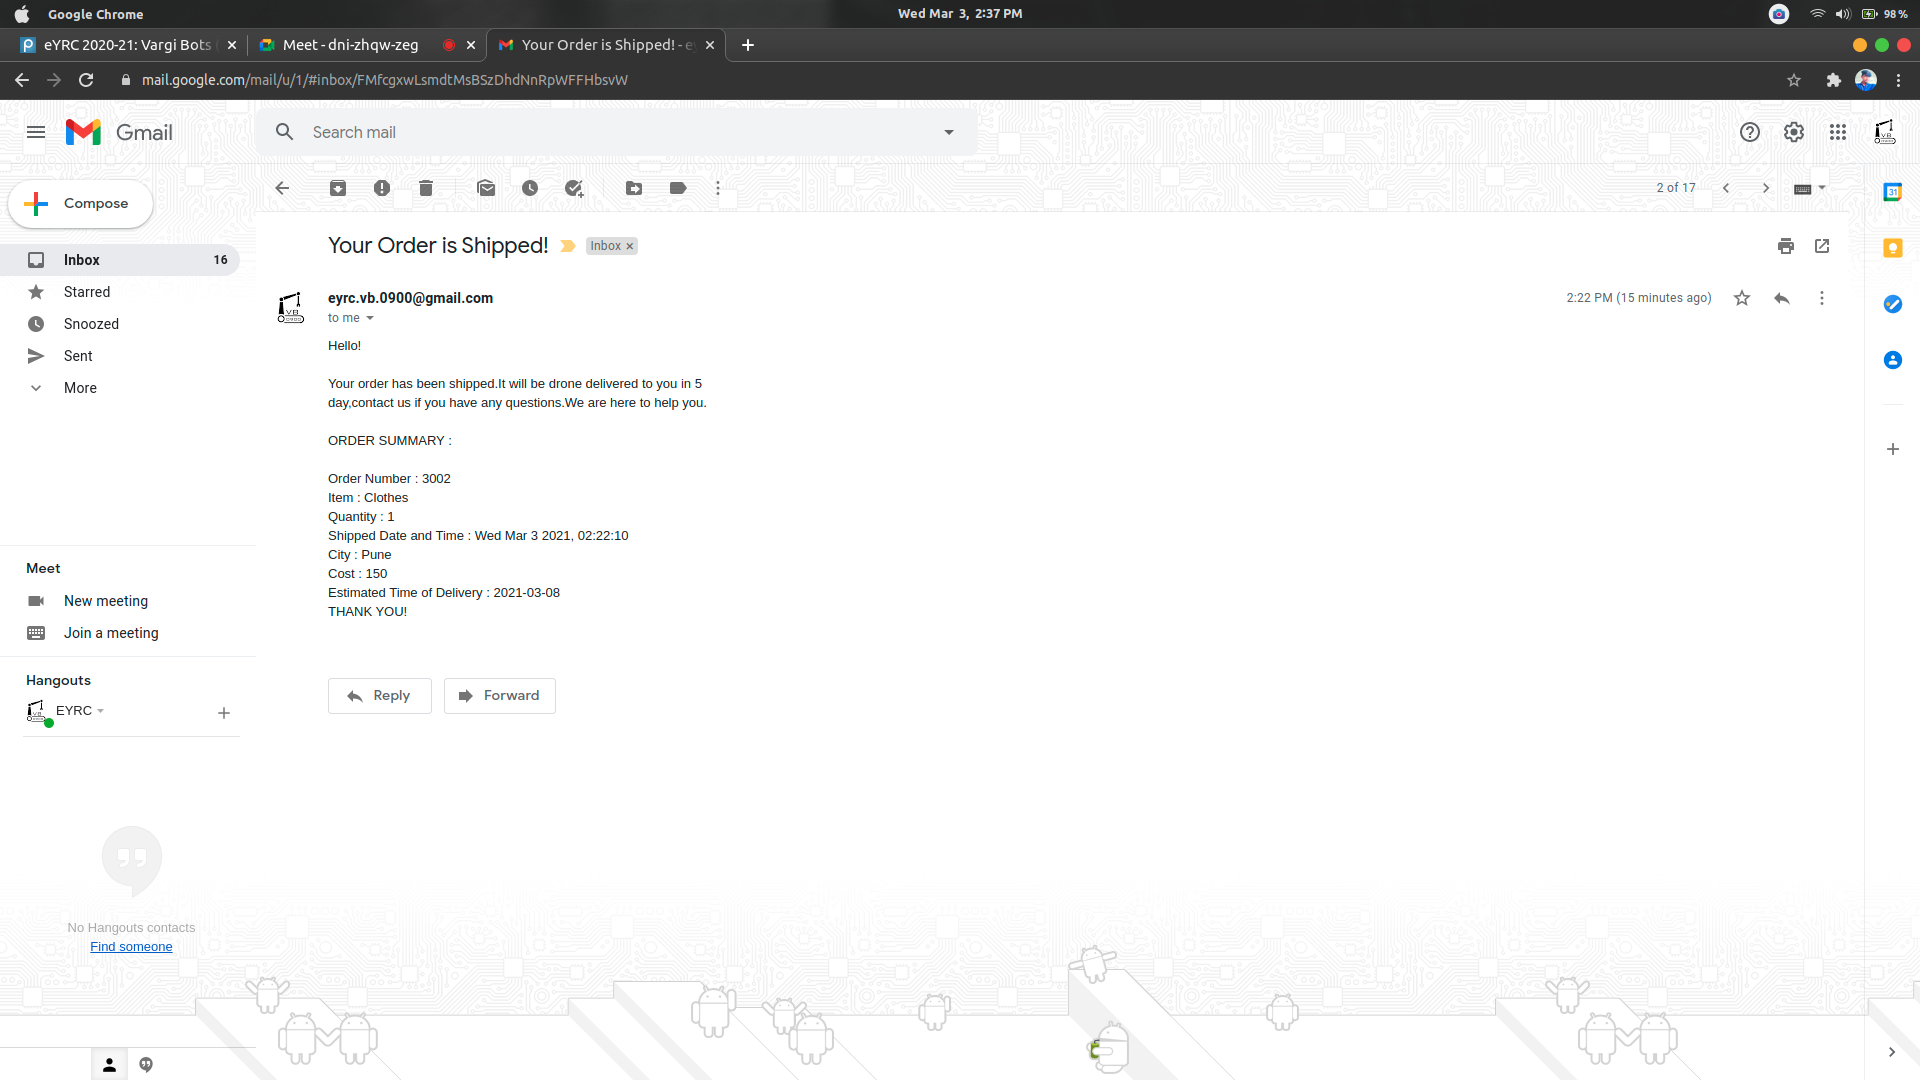 Google Chrome
Wed Mar 3, 2:37 PM
98%
eYRC 2020-21: Vargi Bots
Meet - dni-zhqw-zeg
Your Order is Shipped! - ey
mail.google.com/mail/u/1/#inbox/FMfcgxwLsmdtMsBSzDhdNnRpWFFHbsvW
Gmail
Search mail
Compose
2 of 17
31
Inbox 16
Starred
Snoozed
Sent
More
Your Order is Shipped!
Inbox ×
eyrc.vb.0900@gmail.com
2:22 PM (15 minutes ago)
to me
VB
0900
Hello!
Your order has been shipped.It will be drone delivered to you in 5
day,contact us if you have any questions.We are here to help you.
ORDER SUMMARY :
Order Number : 3002
Item : Clothes
Quantity : 1
Shipped Date and Time : Wed Mar 3 2021, 02:22:10
City : Pune
Cost : 150
Estimated Time of Delivery : 2021-03-08
THANK YOU!
Reply
Forward
Meet
New meeting
Join a meeting
Hangouts
EYRC
No Hangouts contacts
Find someone